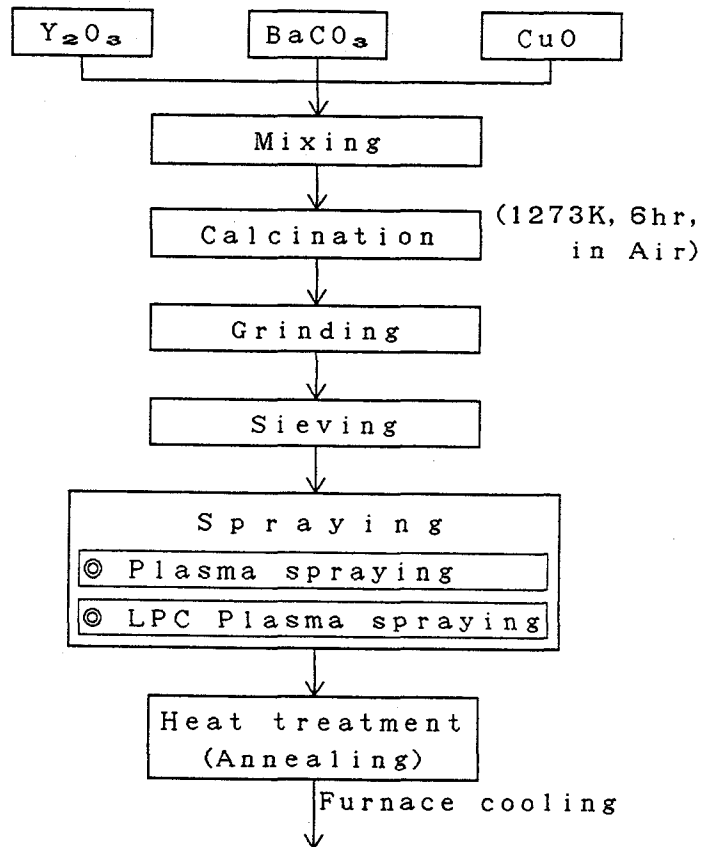 Y₂O₃
BaCO₃
CuO
Mixing
Calcination
(1273K, 6hr,
in Air)
Grinding
Sieving
Spraying
◎ Plasma spraying
◎ LPC Plasma spraying
Heat treatment
(Annealing)
Furnace cooling